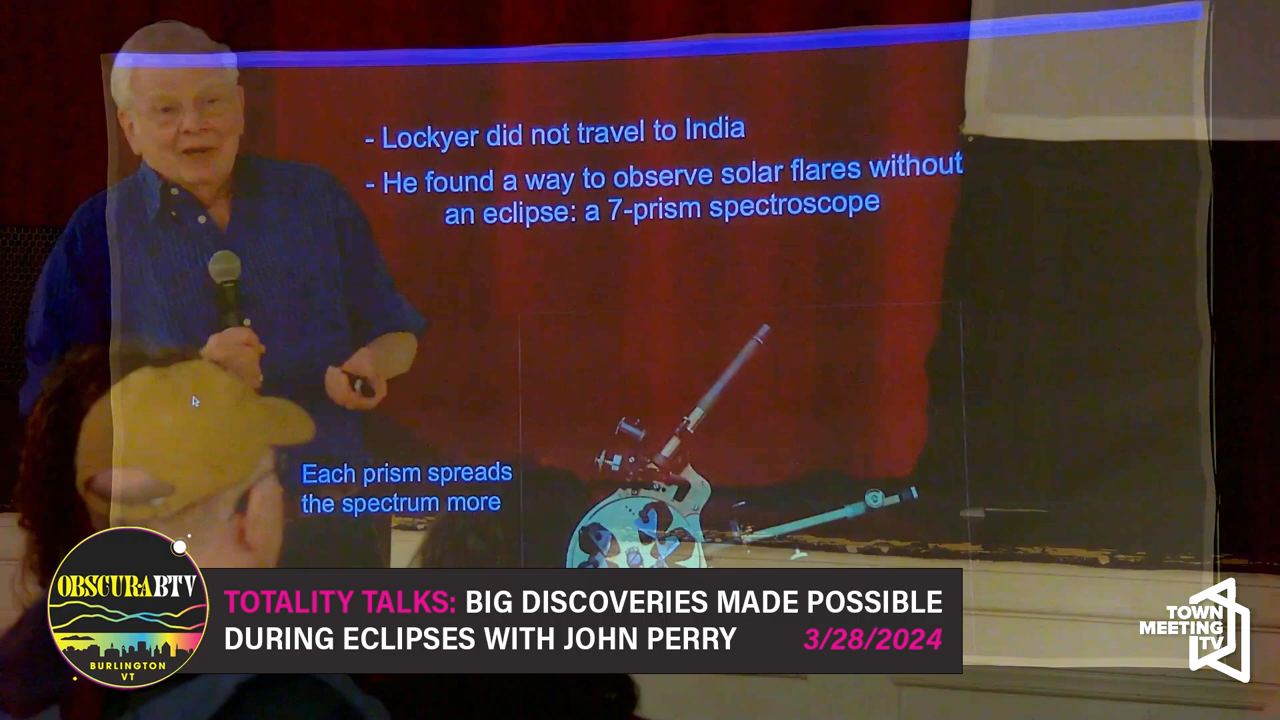 - Lockyer did not travel to India
- He found a way to observe solar flares without
an eclipse: a 7-prism spectroscope
Each prism spreads
the spectrum more
OBSCURABTV
BURLINGTON
VT
TOTALITY TALKS: BIG DISCOVERIES MADE POSSIBLE
DURING ECLIPSES WITH JOHN PERRY 3/28/2024
TOWN
MEETING
TV